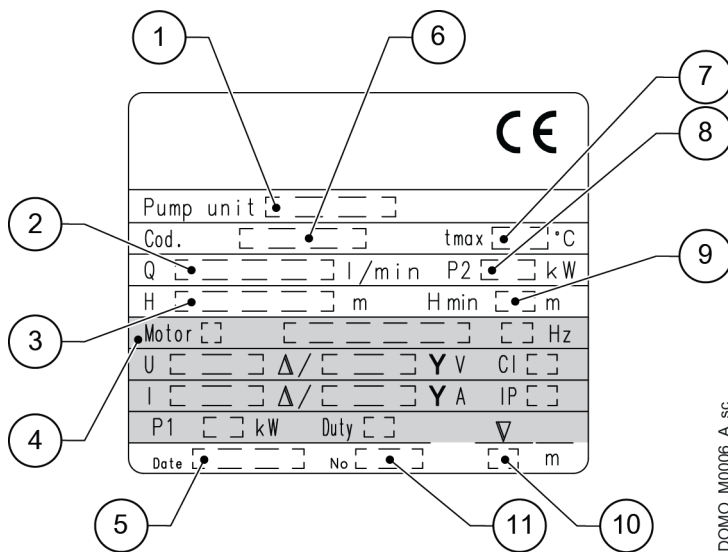 1 6
7
CE
8
Pump unit
2
Cod. tmax °C
Q l/min P2 kW
9
H m H min m
3
Motor Hz
U Δ/ Y V Cl
I Δ/ Y A IP
4
P1 kW Duty ∇
Date No m
5 11 10
DOMO_M0006_A_sc